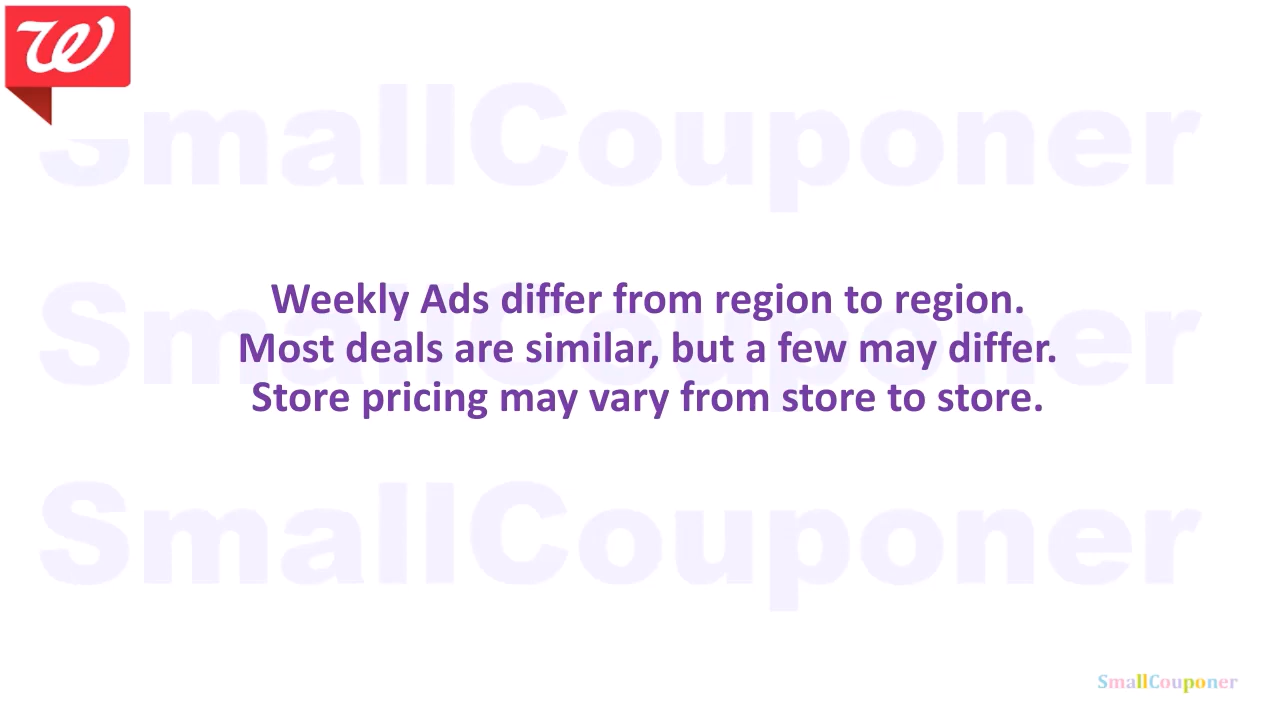 W
SmallCouponer
SmallCouponer
Weekly Ads differ from region to region.
Most deals are similar, but a few may differ.
Store pricing may vary from store to store.
SmallCouponer
SmallCouponer